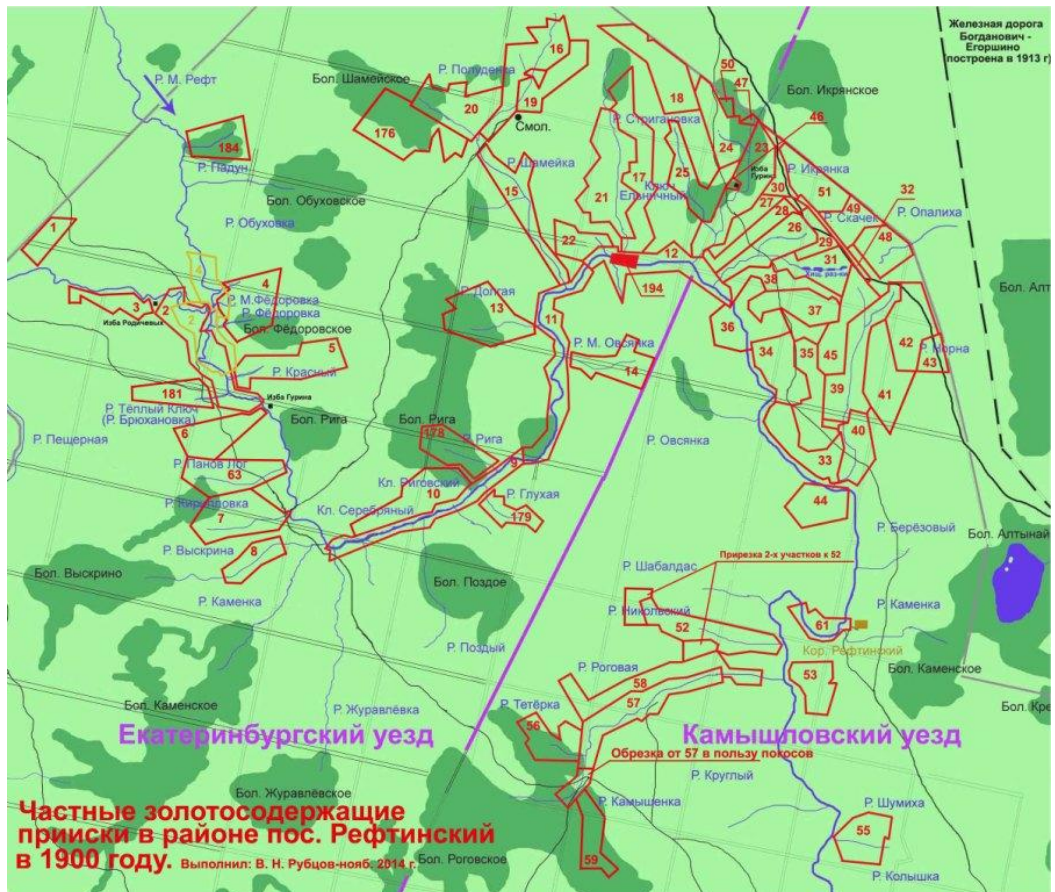 Железная дорога
Богданович -
Егоршино
построена в 1913 г)
16
50
Р. Полуденка
47
Бол. Шамейское
Бол. Икрянское
Р. М. Рефт
18
20
19
Смол.
46
176
Р. Стригановка
184
24
23
Р. Шамейка
Изба
Гурин.
Р. Икрянка
Р. Падун
15
21
17
25
Ключ
Ельничный
30
51
32
27
49
Бол. Обуховское
28
Р. Скачек
Р. Опалиха
26
1
Р. Обуховка
22
12
29
48
31
38
4
4
194
Р. М.Фёдоровка
Р. Долгая
37
Р. Фёдоровка
3
2
13
11
36
42
Изба Родичевых
2
Бол. Фёдоровское
Р. М. Овсянка
34
35
45
Р. Норна
5
43
Р. Красный
14
39
41
181
Изба Гурина
Р. Тёплый Ключ
(Р. Брюхановка)
Бол. Рига
Бол. Рига
178
Р. Овсянка
40
6
Р. Пещерная
Р. Рига
33
Р. Панов Лог
9
63
Кл. Риговский
10
Р. Глухая
44
Р. Кирилловка
Кл. Серебряный
7
179
Р. Берёзовый
Р. Выскрина
Бол. Алтынай
8
Прирезка 2-х участков к 52
Бол. Выскрино
Бол. Поздое
Р. Шабалдас
Р. Каменка
Р. Никольский
Р. Каменка
52
61
Р. Поздый
Кор. Рефтинский
Р. Роговая
53
Бол. Каменское
58
57
Бол. Каменское
Р. Журавлёвка
Р. Тетёрка
56
Екатеринбургский уезд
Камышловский уезд
Обрезка от 57 в пользу покосов
Р. Круглый
Бол. Журавлёвское
Р. Камышенка
Р. Шумиха
Частные золотосодержащие
прииски в районе пос. Рефтинский
в 1900 году. Выполнил: В. Н. Рубцов-нояб. 2014 г.
55
Бол. Роговское
59
Р. Колышка